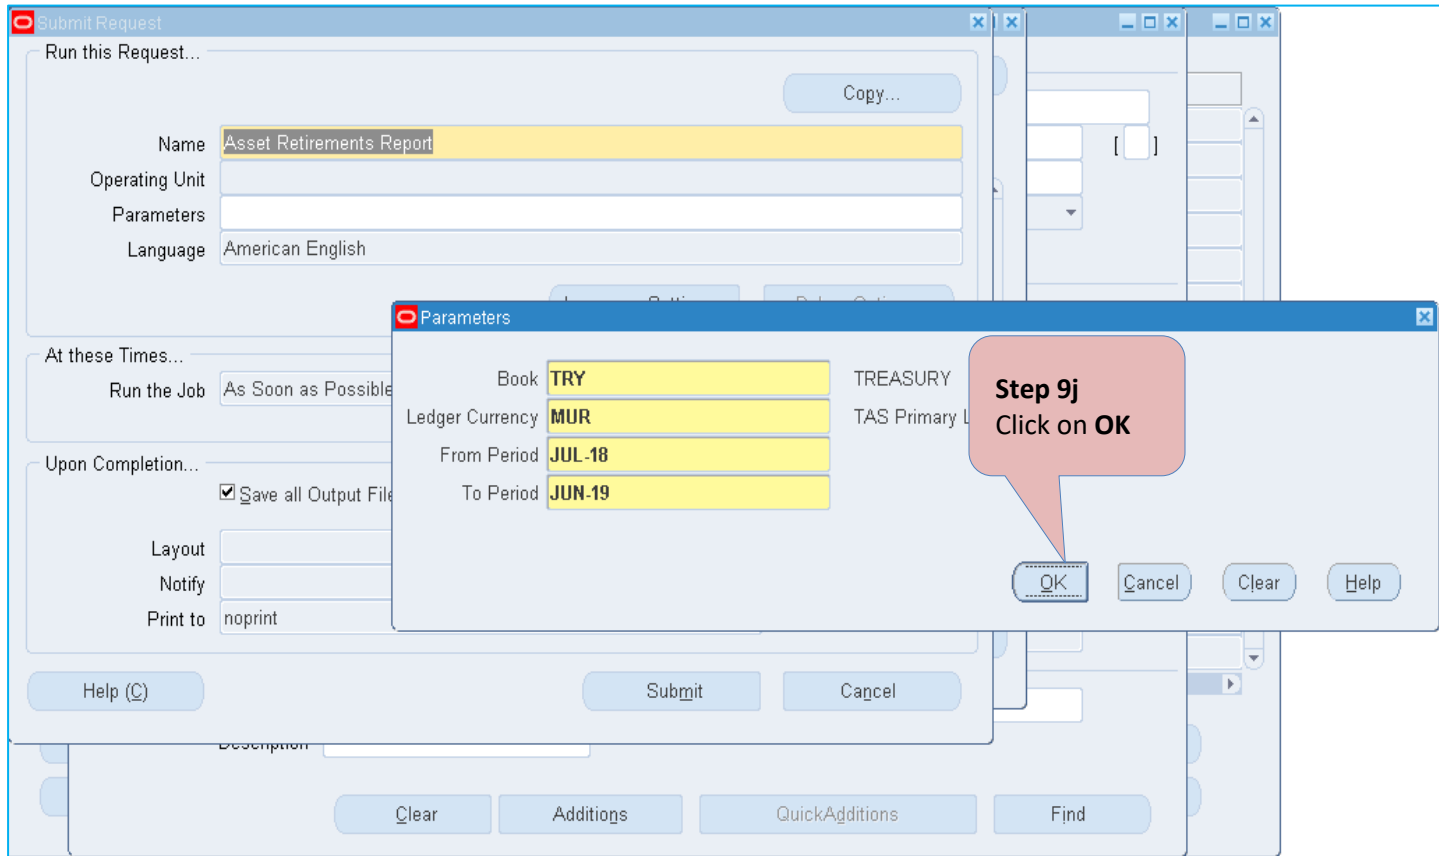 Submit Request
Run this Request...
Copy...
Name Asset Retirements Report
[ ]
Operating Unit
Parameters
Language American English
Parameters
At these Times...
Run the Job As Soon as Possible
Book TRY TREASURY
Ledger Currency MUR TAS Primary
From Period JUL-18
To Period JUN-19
Step 9j
Click on OK
Upon Completion...
Save all Output File
Layout
Notify
Print to noprint
OK Cancel Clear Help
Help (C) Submit Cancel
Description
Clear Additions QuickAdditions Find